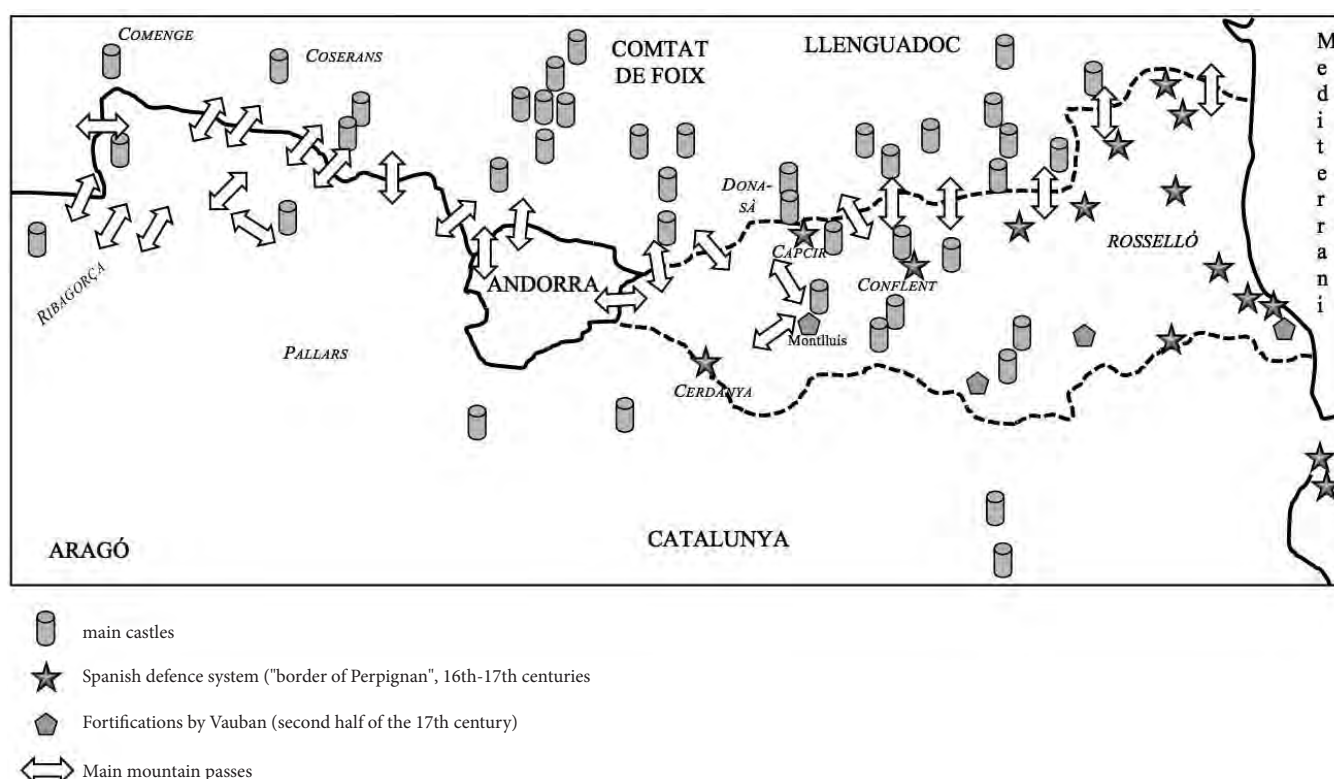 COMENGE
COSERANS
COMTAT
DE FOIX
LLENGUADOC
Mediterrani
DONA-
SÀ
ROSSELLÓ
CAPCIR
CONFLENT
ANDORRA
RIBAGORÇA
Montlluis
PALLARS
CERDANYA
CATALUNYA
ARAGÓ
main castles
Spanish defence system ("border of Perpignan", 16th-17th centuries
Fortifications by Vauban (second half of the 17th century)
Main mountain passes